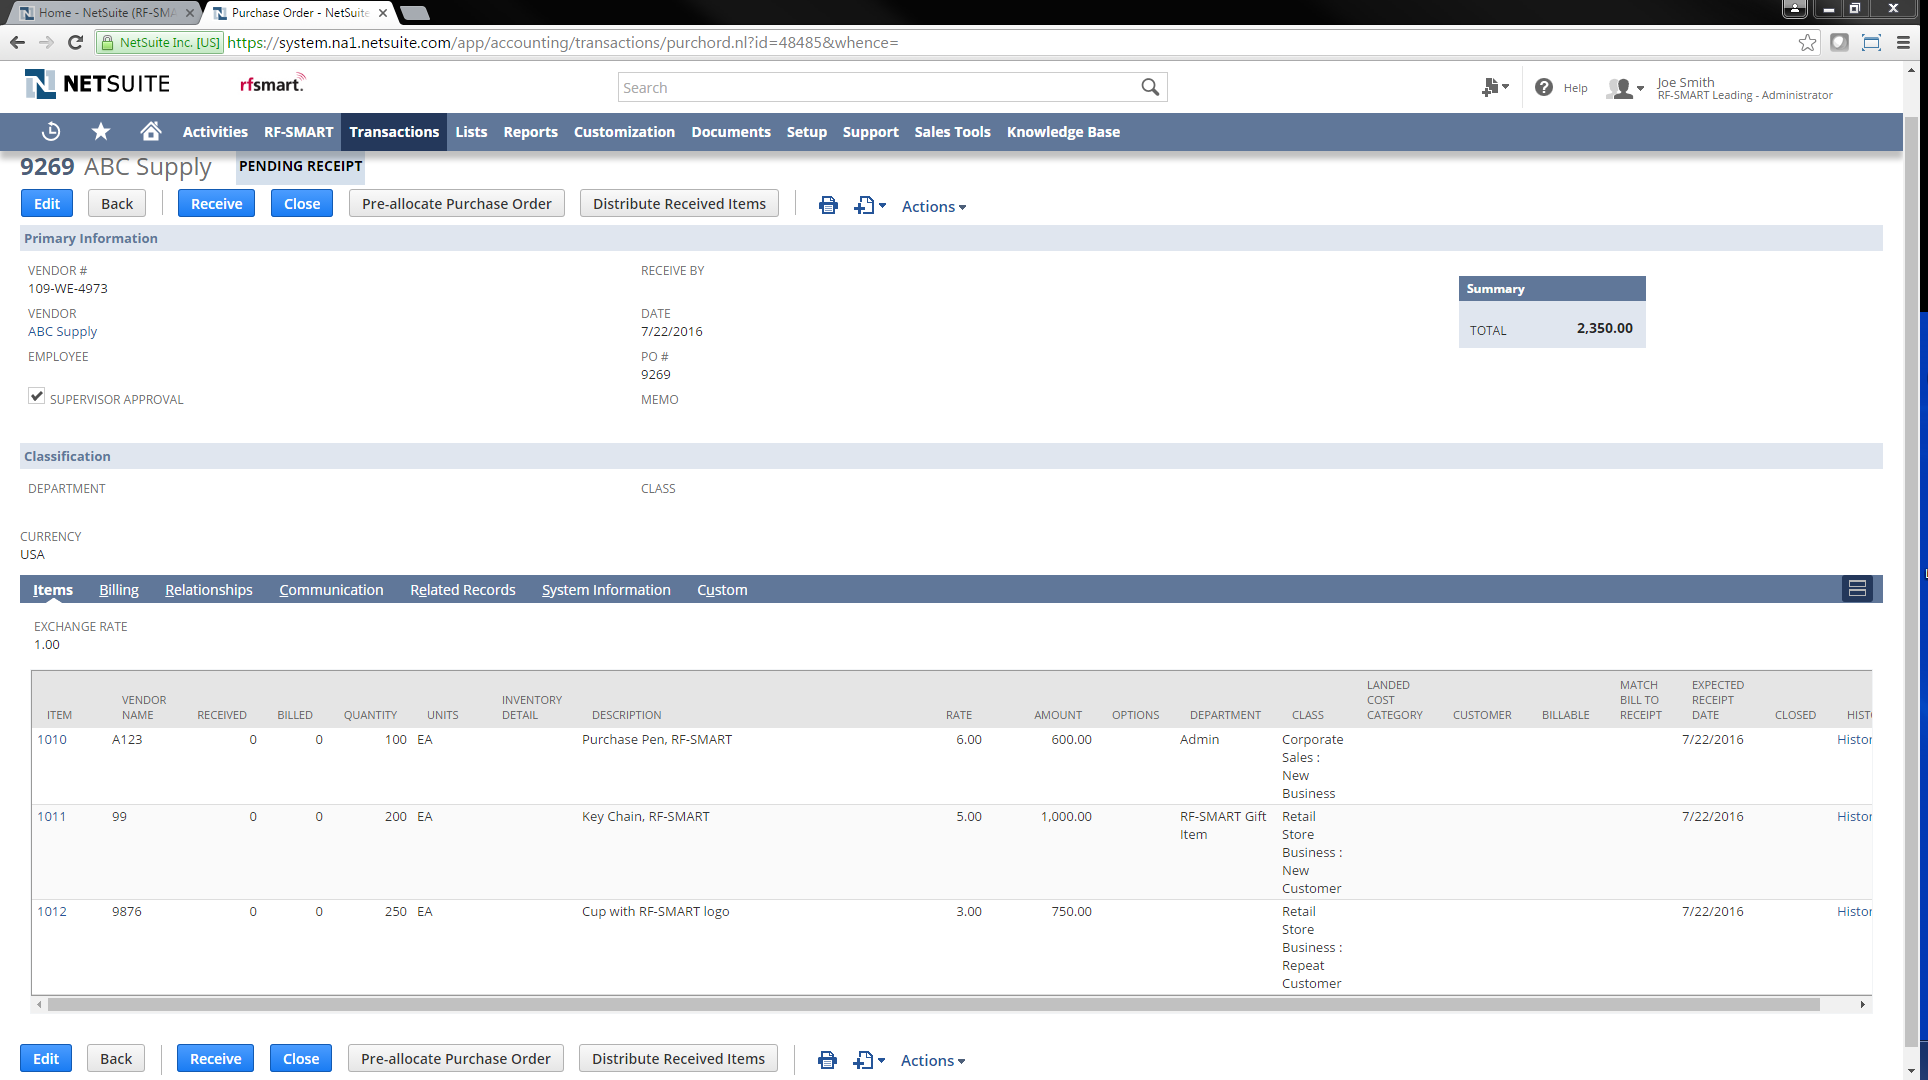 Home - NetSuite (RF-SMA
Purchase Order - NetSuite
NetSuite Inc. [US]
https://system.na1.netsuite.com/app/accounting/transactions/purchord.nl?id=48485&whence=
NETSUITE
rfsmart.
Search
Help
Joe Smith
RF-SMART Leading - Administrator
Activities RF-SMART Transactions Lists Reports Customization Documents Setup Support Sales Tools Knowledge Base
9269 ABC Supply PENDING RECEIPT
Edit Back Receive Close Pre-allocate Purchase Order Distribute Received Items Actions
Primary Information
VENDOR # RECEIVE BY
109-WE-4973
Summary
VENDOR DATE
ABC Supply 7/22/2016
TOTAL 2,350.00
EMPLOYEE PO #
9269
SUPERVISOR APPROVAL MEMO
Classification
DEPARTMENT CLASS
CURRENCY
USA
Items Billing Relationships Communication Related Records System Information Custom
EXCHANGE RATE
1.00
ITEM VENDOR NAME RECEIVED BILLED QUANTITY UNITS INVENTORY DETAIL DESCRIPTION RATE AMOUNT OPTIONS DEPARTMENT CLASS LANDED COST CATEGORY CUSTOMER BILLABLE MATCH BILL TO RECEIPT EXPECTED RECEIPT DATE CLOSED HIST
1010 A123 0 0 100 EA Purchase Pen, RF-SMART 6.00 600.00 Admin Corporate 7/22/2016 Histor
Sales :
New
Business
1011 99 0 0 200 EA Key Chain, RF-SMART 5.00 1,000.00 RF-SMART Gift Retail 7/22/2016 Histor
Item Store
Business :
New
Customer
1012 9876 0 0 250 EA Cup with RF-SMART logo 3.00 750.00 Retail 7/22/2016 Histor
Store
Business :
Repeat
Customer
Edit Back Receive Close Pre-allocate Purchase Order Distribute Received Items Actions